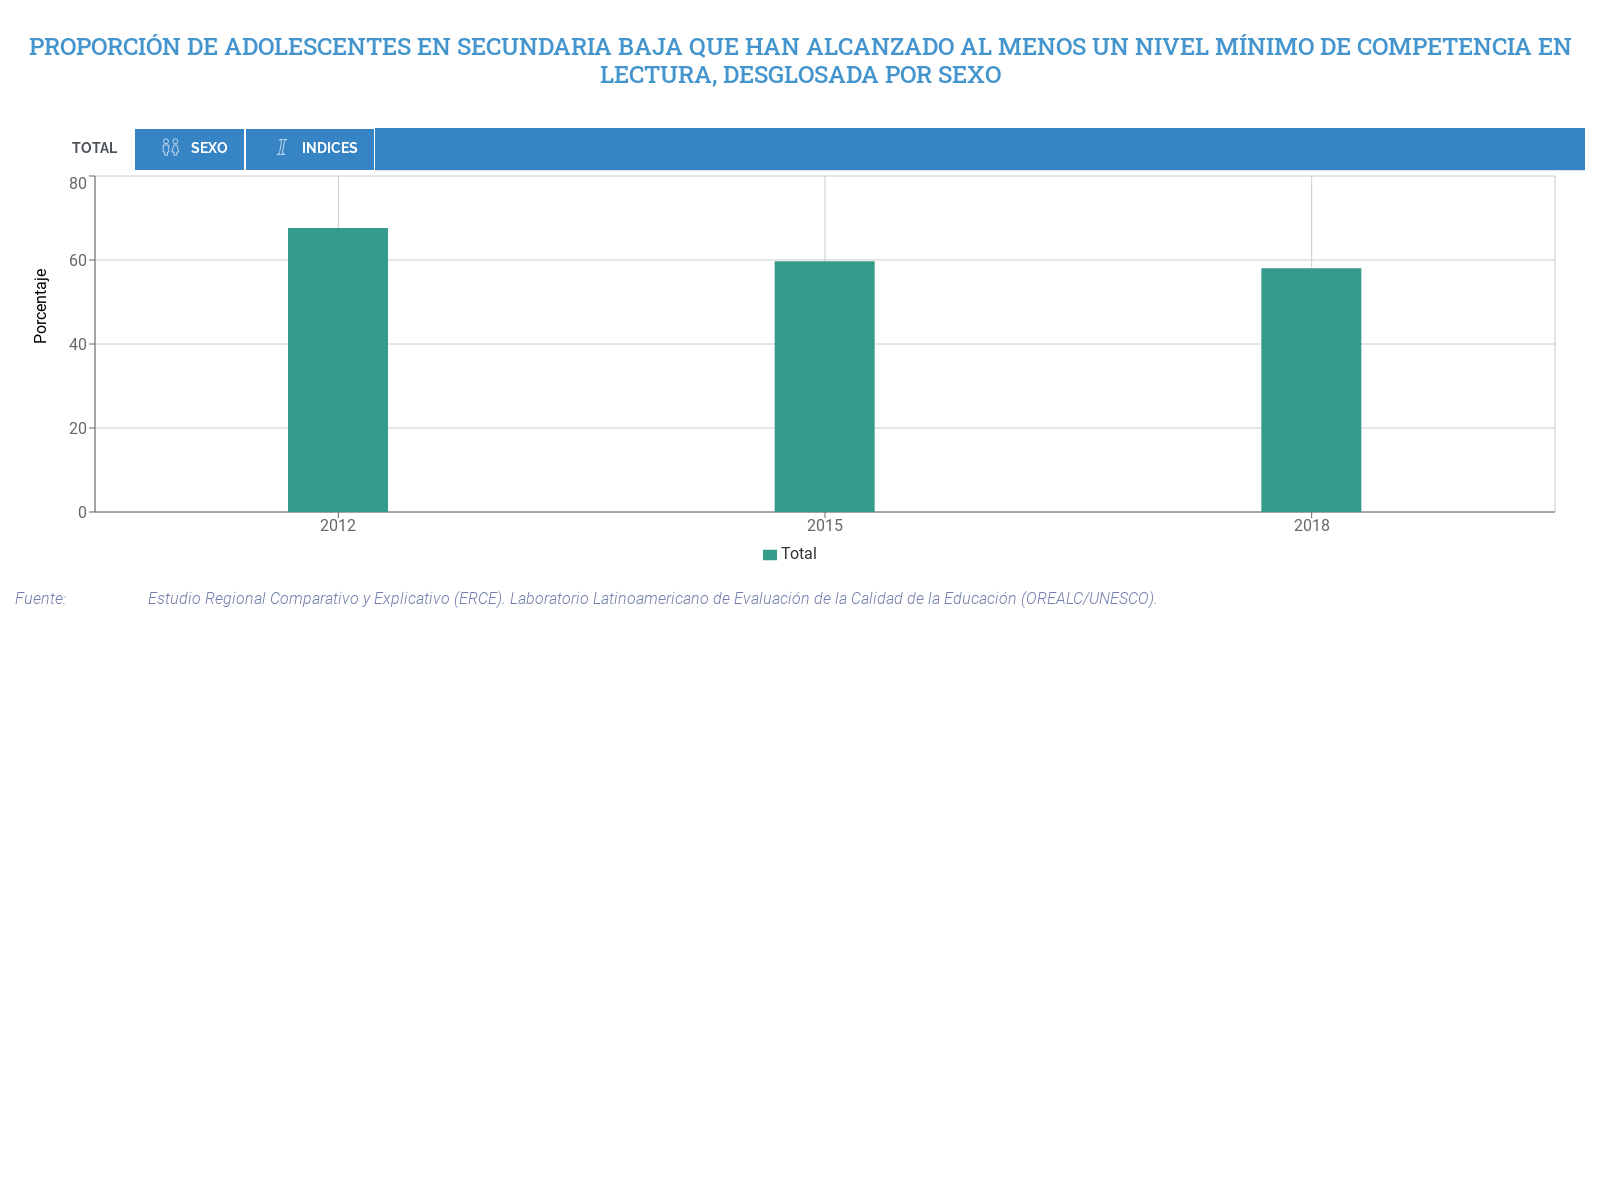 PROPORCIÓN DE ADOLESCENTES EN SECUNDARIA BAJA QUE HAN ALCANZADO AL MENOS UN NIVEL MÍNIMO DE COMPETENCIA EN
LECTURA, DESGLOSADA POR SEXO
TOTAL SEXO INDICES
80
60
40
20
0
Porcentaje
2012 2015 2018
Total
Fuente: Estudio Regional Comparativo y Explicativo (ERCE). Laboratorio Latinoamericano de Evaluación de la Calidad de la Educación (OREALC/UNESCO).